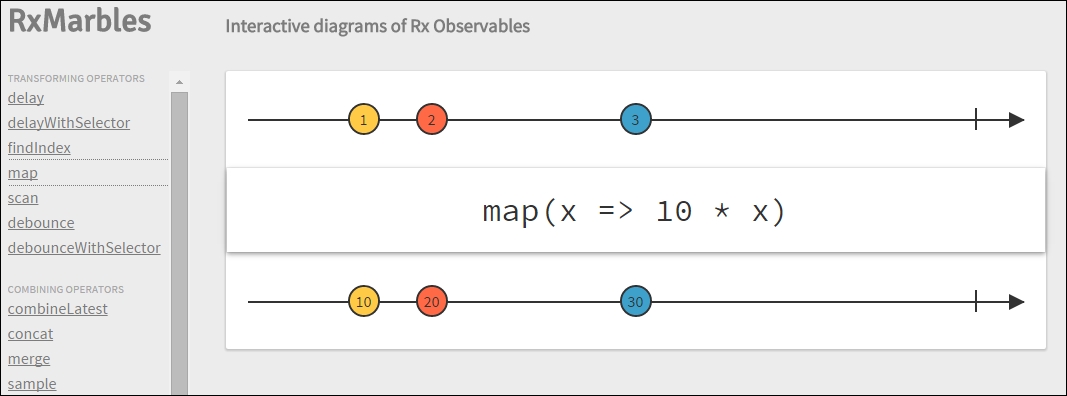 RxMarbles
Interactive diagrams of Rx Observables
TRANSFORMING OPERATORS
delay
delayWithSelector
findIndex
map
scan
debounce
debounceWithSelector
COMBINING OPERATORS
combineLatest
concat
merge
sample
1 2 3
map(x => 10 * x)
10 20 30